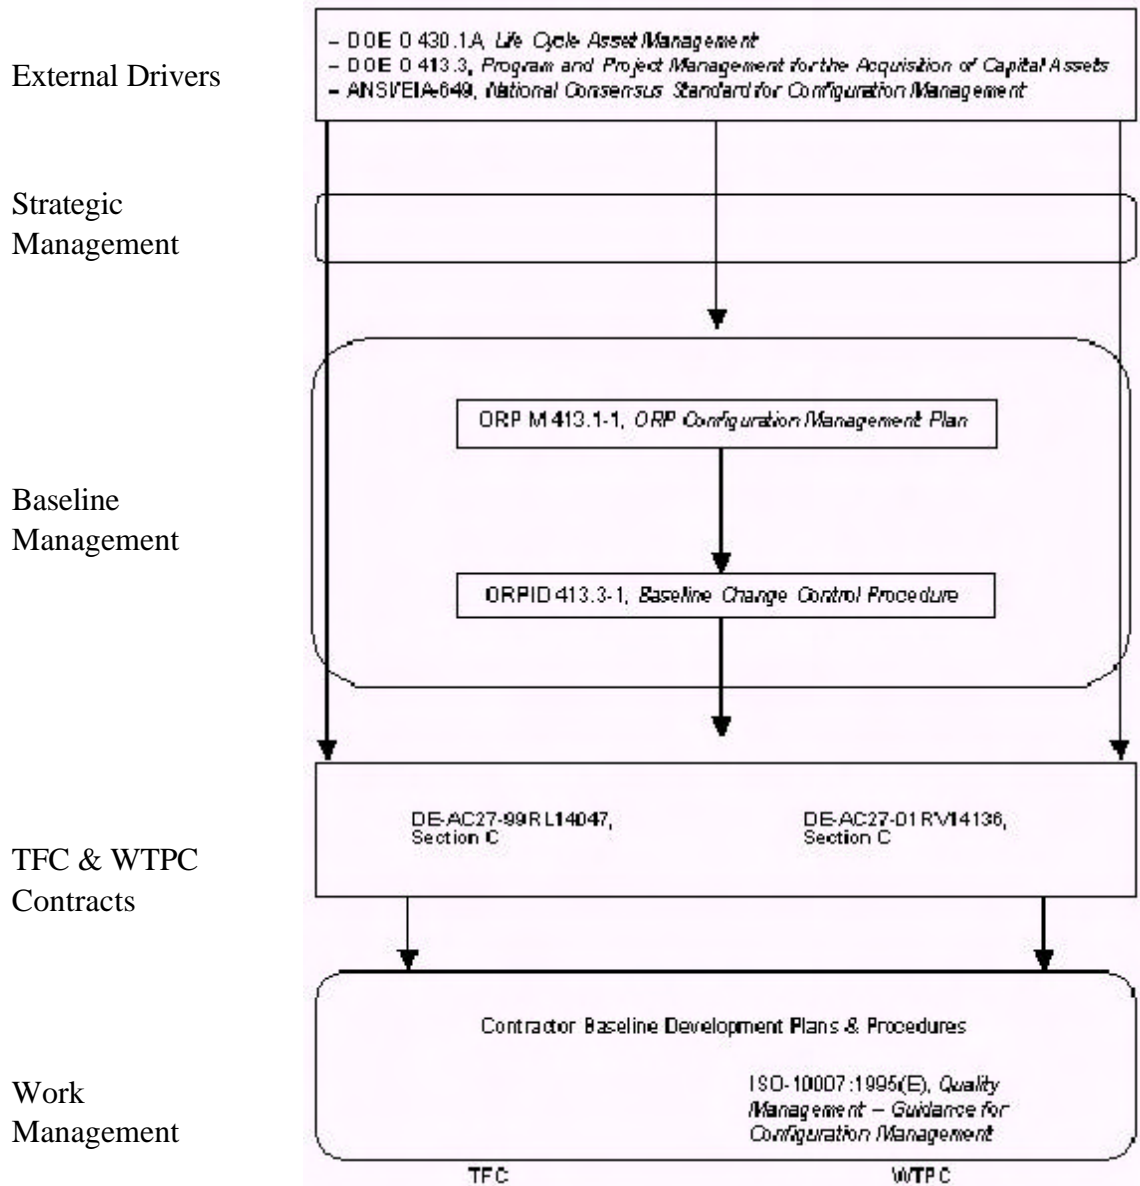 External Drivers
– DOE O 430.1A, Life Cycle Asset Management
– DOE O 413.3, Program and Project Management for the Acquisition of Capital Assets
– ANSI/EIA-649, National Consensus Standard for Configuration Management
Strategic
Management
Baseline
Management
ORP M 413.1-1, ORP Configuration Management Plan
ORPID 413.3-1, Baseline Change Control Procedure
TFC & WTPC
Contracts
DE-AC27-99RL14047,
Section C
DE-AC27-01RV14136,
Section C
Work
Management
Contractor Baseline Development Plans & Procedures
ISO-10007:1995(E), Quality
Management – Guidance for
Configuration Management
TFC
WTPC